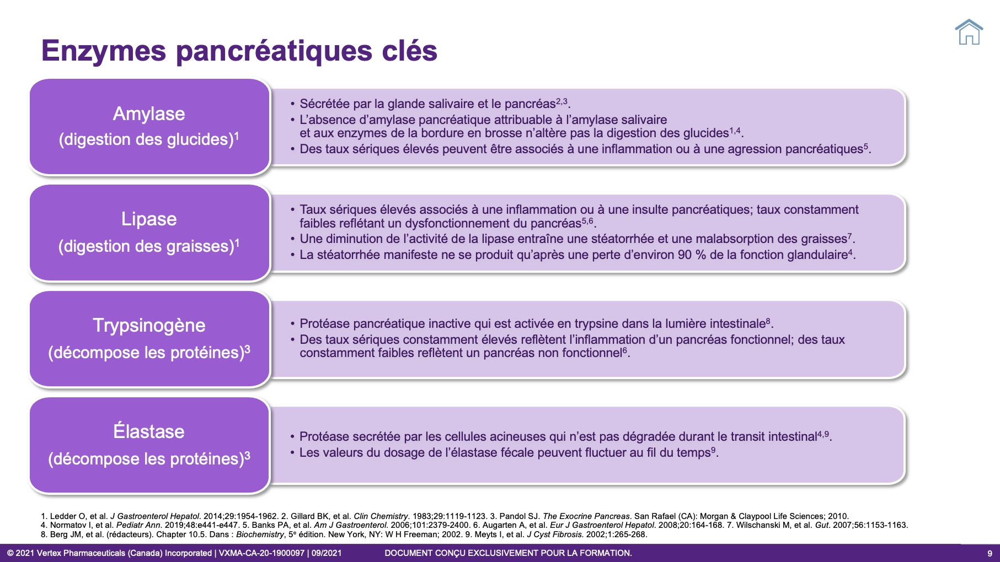 Enzymes pancréatiques clés
Amylase
(digestion des glucides)1
• Sécrétée par la glande salivaire et le pancréas2,3.
• L’absence d’amylase pancréatique attribuable à l’amylase salivaire
et aux enzymes de la bordure en brosse n’altère pas la digestion des glucides1,4.
• Des taux sériques élevés peuvent être associés à une inflammation ou à une agression pancréatiques5.
Lipase
(digestion des graisses)1
• Taux sériques élevés associés à une inflammation ou à une insulte pancréatiques; taux constamment
faibles reflétant un dysfonctionnement du pancréas5,6.
• Une diminution de l’activité de la lipase entraîne une stéatorrhée et une malabsorption des graisses7.
• La stéatorrhée manifeste ne se produit qu’après une perte d’environ 90 % de la fonction glandulaire4.
Trypsinogène
(décompose les protéines)3
• Protéase pancréatique inactive qui est activée en trypsine dans la lumière intestinale8.
• Des taux sériques constamment élevés reflètent l’inflammation d’un pancréas fonctionnel; des taux
constamment faibles reflètent un pancréas non fonctionnel6.
Élastase
(décompose les protéines)3
• Protéase secrétée par les cellules acineuses qui n’est pas dégradée durant le transit intestinal4,9.
• Les valeurs du dosage de l’élastase fécale peuvent fluctuer au fil du temps9.
1. Ledder O, et al. J Gastroenterol Hepatol. 2014;29:1954-1962. 2. Gillard BK, et al. Clin Chemistry. 1983;29:1119-1123. 3. Pandol SJ. The Exocrine Pancreas. San Rafael (CA): Morgan & Claypool Life Sciences; 2010.
4. Normatov I, et al. Pediatr Ann. 2019;48:e441-e447. 5. Banks PA, et al. Am J Gastroenterol. 2006;101:2379-2400. 6. Augarten A, et al. Eur J Gastroenterol Hepatol. 2008;20:164-168. 7. Wilschanski M, et al. Gut. 2007;56:1153-1163.
8. Berg JM, et al. (rédacteurs). Chapter 10.5. Dans : Biochemistry, 5e édition. New York, NY: W H Freeman; 2002. 9. Meyts I, et al. J Cyst Fibrosis. 2002;1:265-268.
© 2021 Vertex Pharmaceuticals (Canada) Incorporated | VXMA-CA-20-1900097 | 09/2021 DOCUMENT CONÇU EXCLUSIVEMENT POUR LA FORMATION. 9